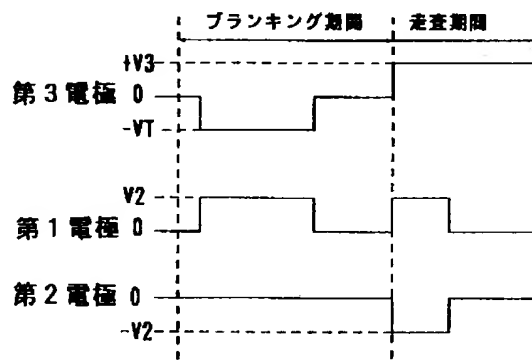 ブランキング期間 走査期間
+V3
第3電極 0
-VT
V2
第1電極 0
第2電極 0
-V2